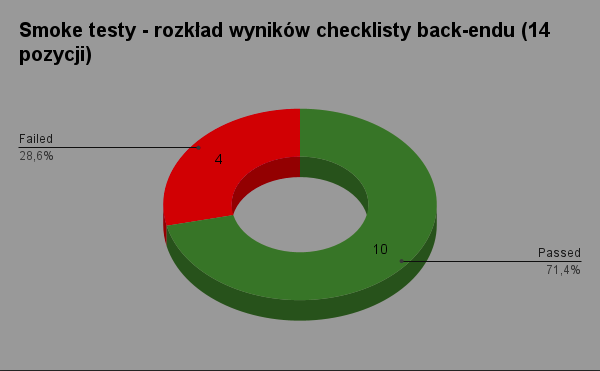 Smoke testy - rozkład wyników checklisty back-endu (14
pozycji)
Failed
28,6%
4
10
Passed
71,4%